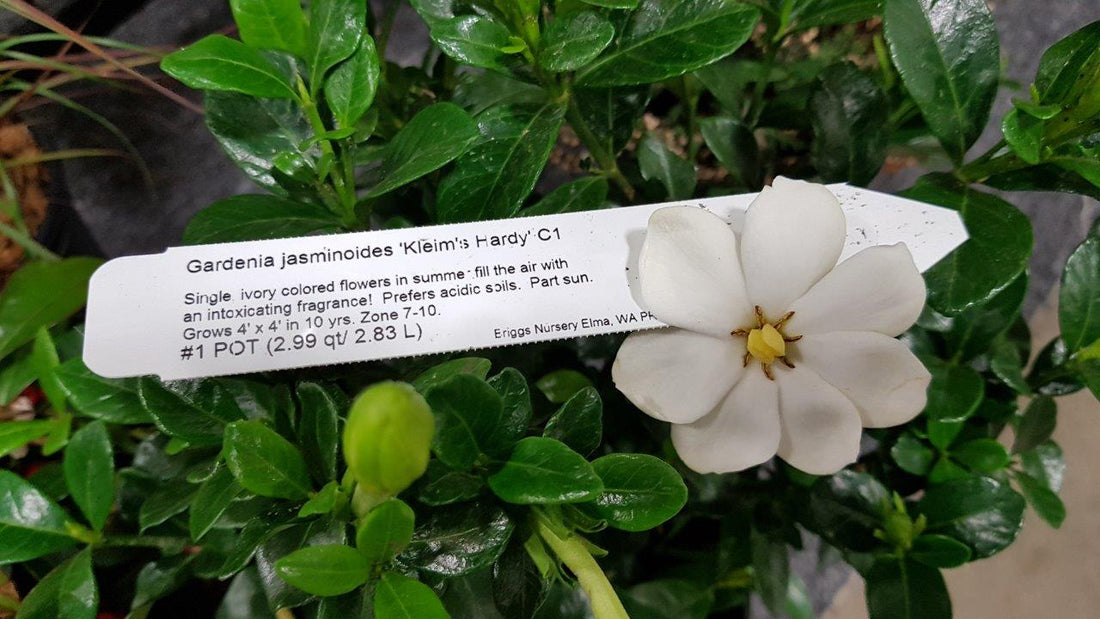 Gardenia jasminoides 'Kleim's Hardy' C1
Single, ivory colored flowers in summer fill the air with
an intoxicating fragrance! Prefers acidic soils. Part sun.
Grows 4' x 4' in 10 yrs. Zone 7-10.
#1 POT (2.99 qt/ 2.83 L)
Briggs Nursery Elma, WA